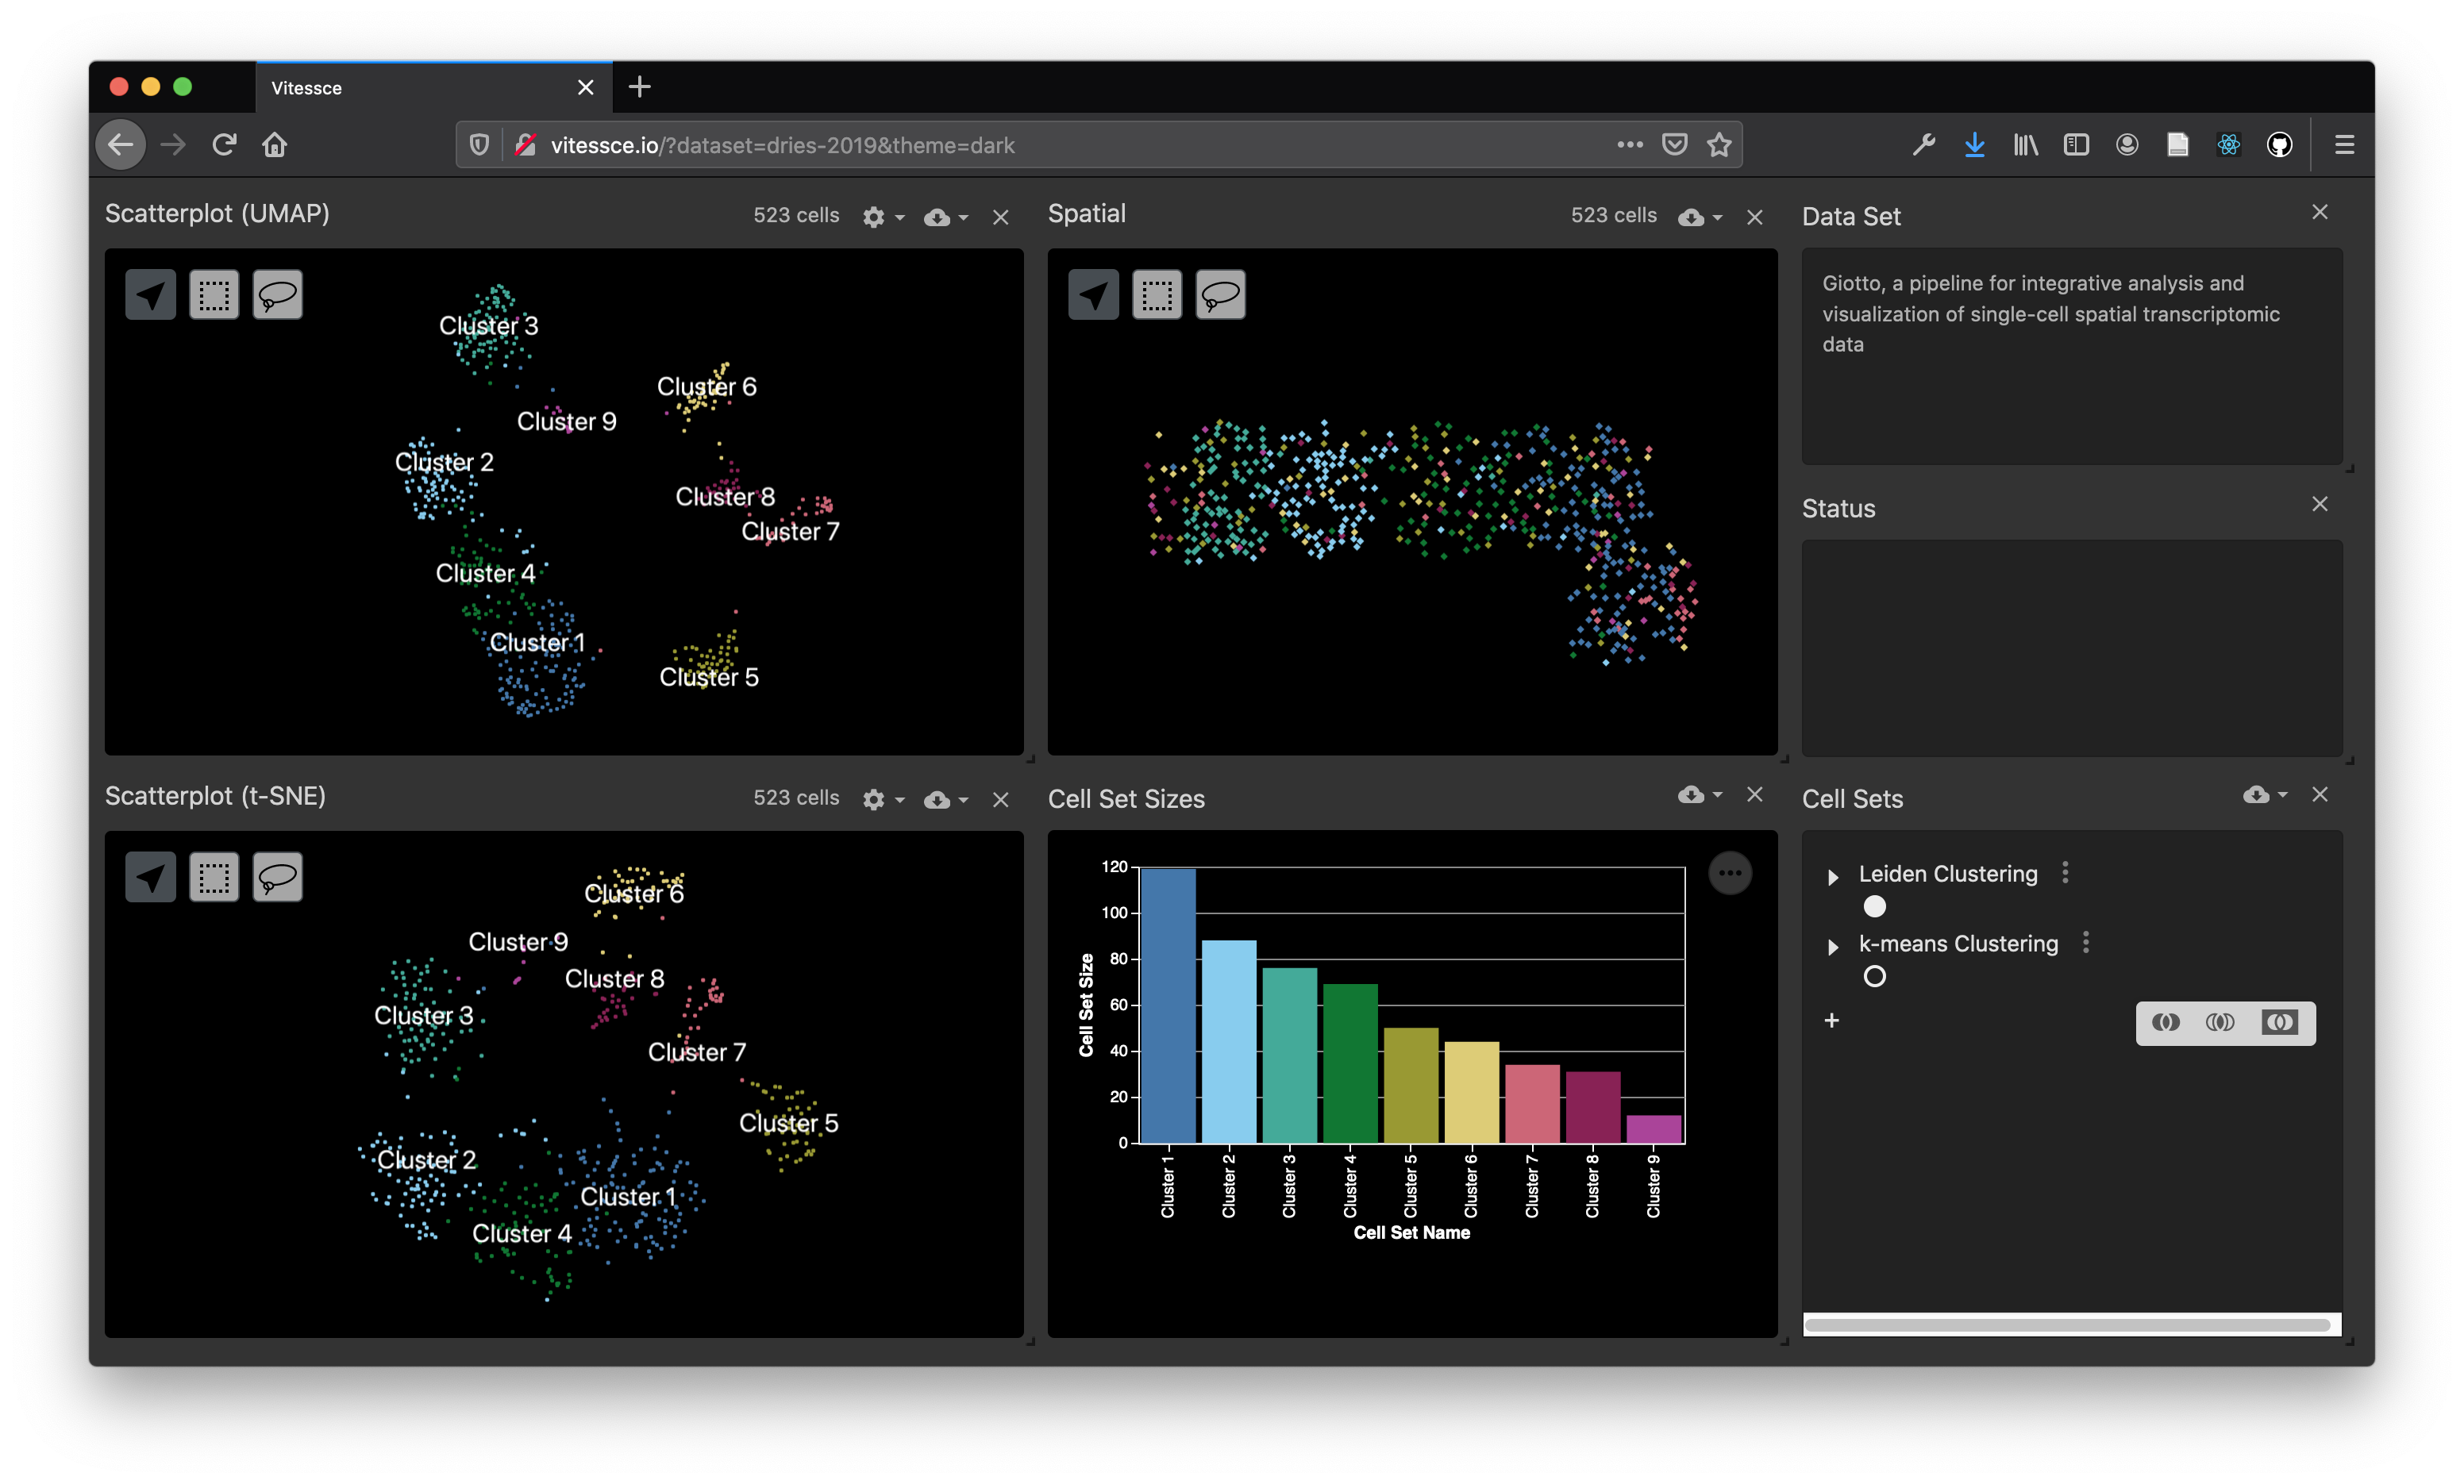 Vitessce
vitessce.io/?dataset=dries-2019&theme=dark
Scatterplot (UMAP)
523 cells
Cluster 3
Cluster 6
Cluster 9
Cluster 2
Cluster 8
Cluster 7
Cluster 4
Cluster 1
Cluster 5
Spatial
523 cells
Data Set
Giotto, a pipeline for integrative analysis and
visualization of single-cell spatial transcriptomic
data
Status
Scatterplot (t-SNE)
523 cells
Cluster 6
Cluster 9
Cluster 8
Cluster 3
Cluster 7
Cluster 5
Cluster 2
Cluster 1
Cluster 4
Cell Set Sizes
120
100
80
60
40
20
0
Cell Set Size
Cluster 1
Cluster 2
Cluster 3
Cluster 4
Cluster 5
Cluster 6
Cluster 7
Cluster 8
Cluster 9
Cell Set Name
Cell Sets
Leiden Clustering
k-means Clustering